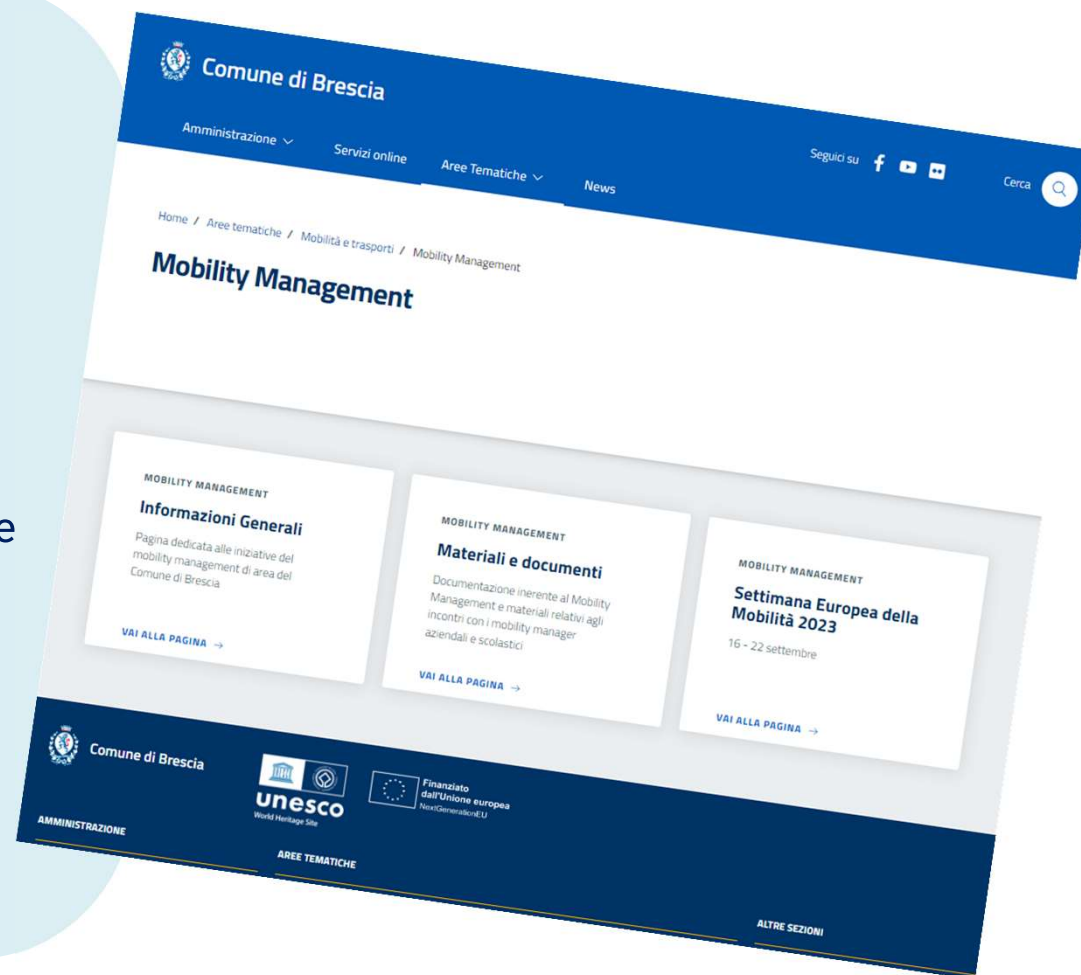 Comune di Brescia
Seguici su
Cerca
Amministrazione
Servizi online
Aree Tematiche
News
Home / Aree tematiche / Mobilità e trasporti / Mobility Management
Mobility Management
e
MOBILITY MANAGEMENT
Informazioni Generali
Pagina dedicata alle iniziative del
mobility management di area del
Comune di Brescia
VAI ALLA PAGINA →
MOBILITY MANAGEMENT
Materiali e documenti
Documentazione inerente al Mobility
Management e materiali relativi agli
incontri con i mobility manager
aziendali e scolastici
VAI ALLA PAGINA →
MOBILITY MANAGEMENT
Settimana Europea della
Mobilità 2023
16 - 22 settembre
VAI ALLA PAGINA →
Comune di Brescia
unesco
World Heritage Site
Finanziato
dall'Unione europea
NextGenerationEU
AMMINISTRAZIONE
AREE TEMATICHE
ALTRE SEZIONI